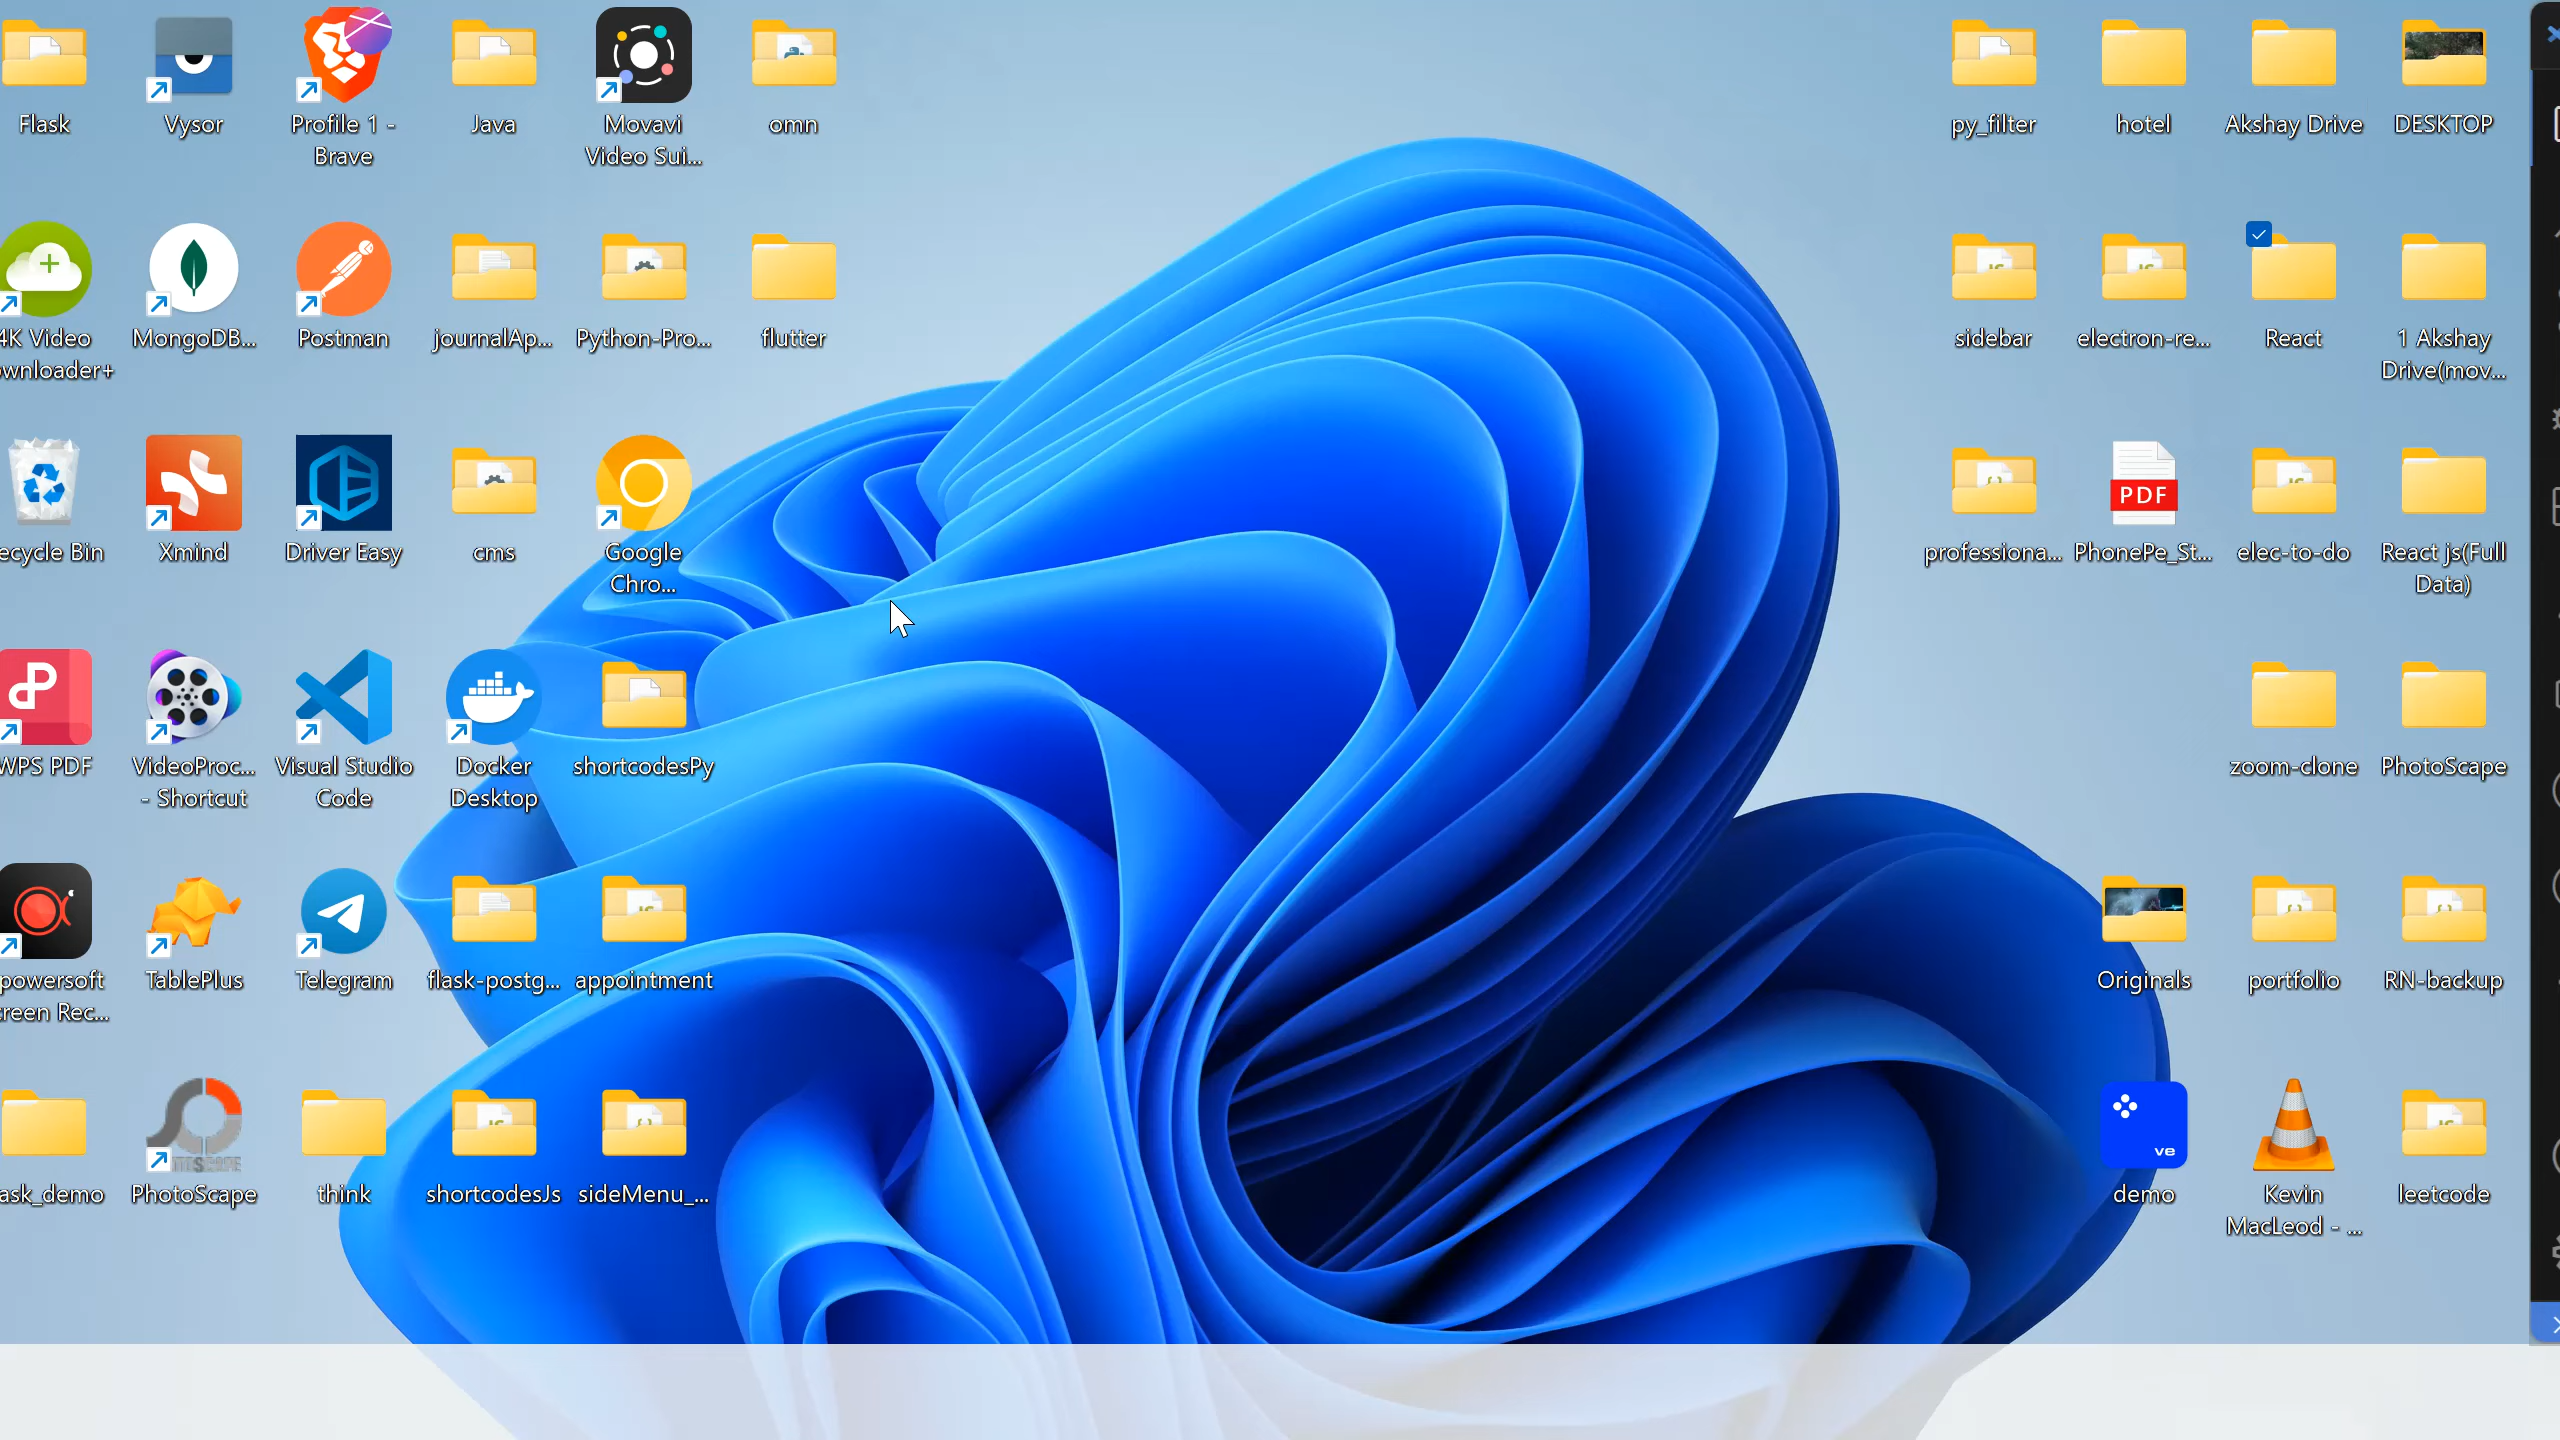 Flask
Vysor
Profile 1 -
Brave
Java
Movavi
Video Sui...
omn
py_filter
hotel
Akshay Drive
DESKTOP
4K Video
ownloader+
MongoDB...
Postman
journalAp...
Python-Pro...
flutter
sidebar
electron-re...
React
1 Akshay
Drive(mov...
ecycle Bin
Xmind
Driver Easy
cms
Google
Chro...
professiona...
PDF
PhonePe_St...
elec-to-do
React js(Full
Data)
WPS PDF
VideoProc...
- Shortcut
Visual Studio
Code
Docker
Desktop
shortcodesPy
zoom-clone
PhotoScape
powersoft
creen Rec...
TablePlus
Telegram
flask-postg...
appointment
Originals
portfolio
RN-backup
ask_demo
PhotoScape
think
shortcodesJs
sideMenu_...
ve
demo
Kevin
MacLeod - ...
leetcode